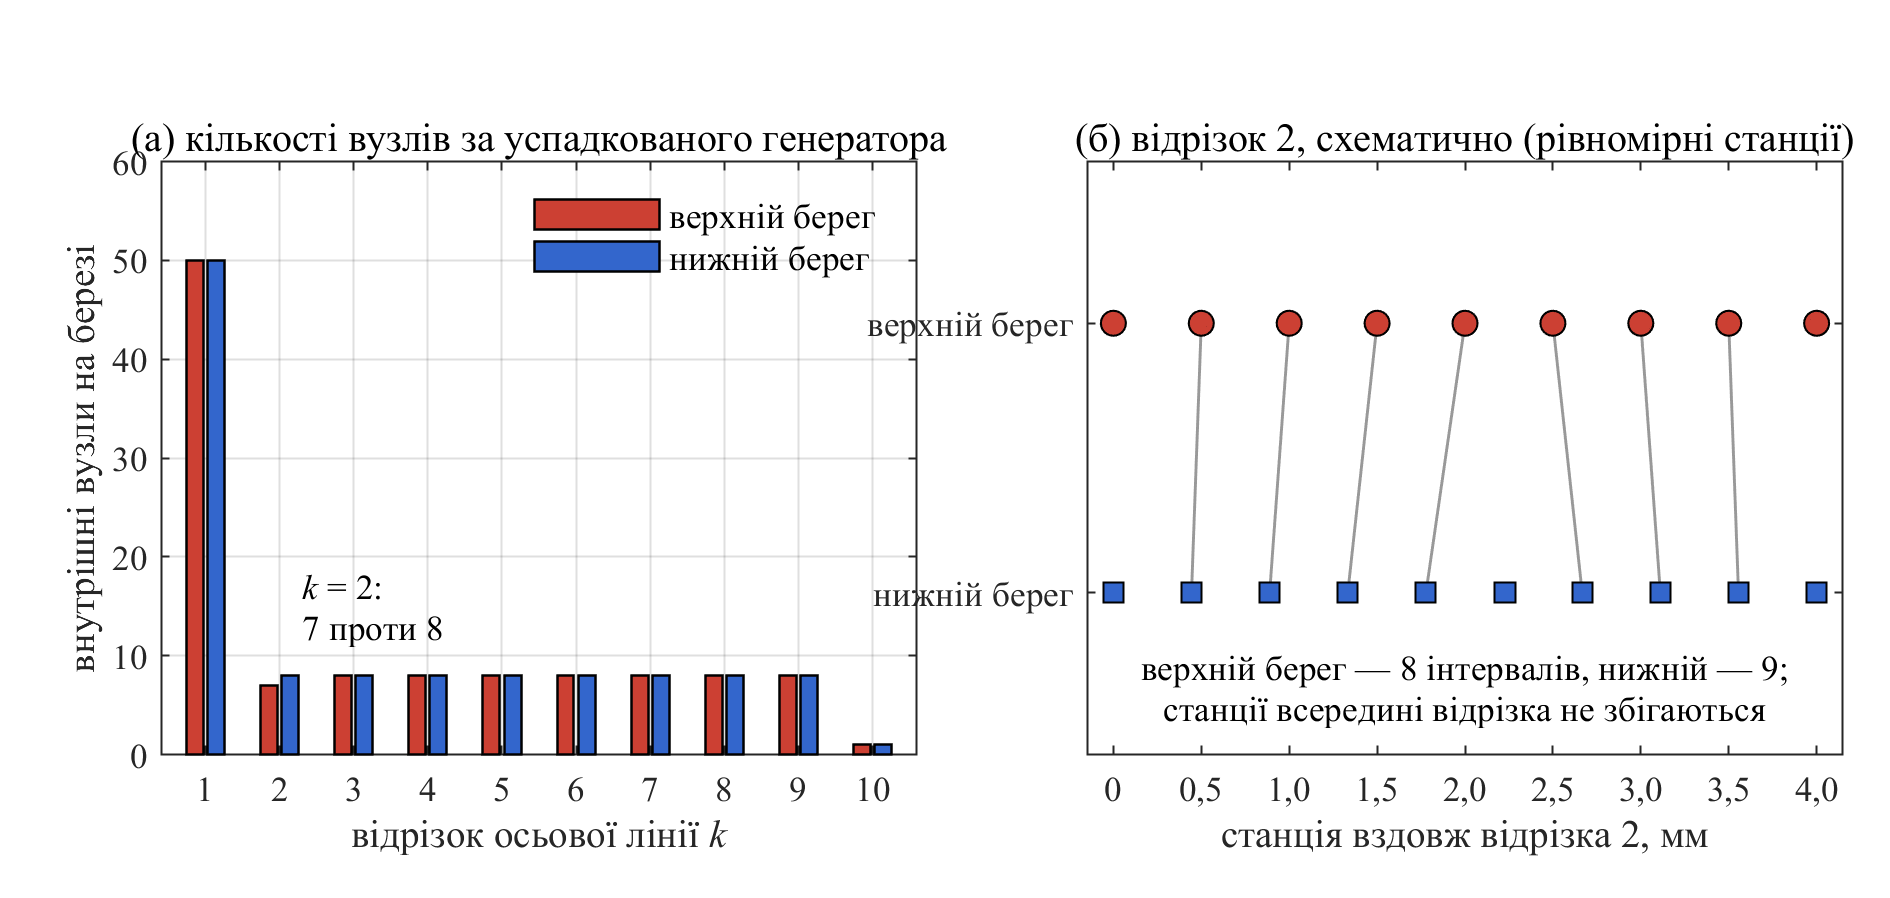 (а) кількості вузлів за успадкованого генератора
60
50
40
30
20
10
0
внутрішні вузли на березі
верхній берег
нижній берег
k = 2:
7 проти 8
1 2 3 4 5 6 7 8 9 10
відрізок осьової лінії k
(б) відрізок 2, схематично (рівномірні станції)
верхній берег
нижній берег
верхній берег — 8 інтервалів, нижній — 9;
станції всередині відрізка не збігаються
0 0,5 1,0 1,5 2,0 2,5 3,0 3,5 4,0
станція вздовж відрізка 2, мм